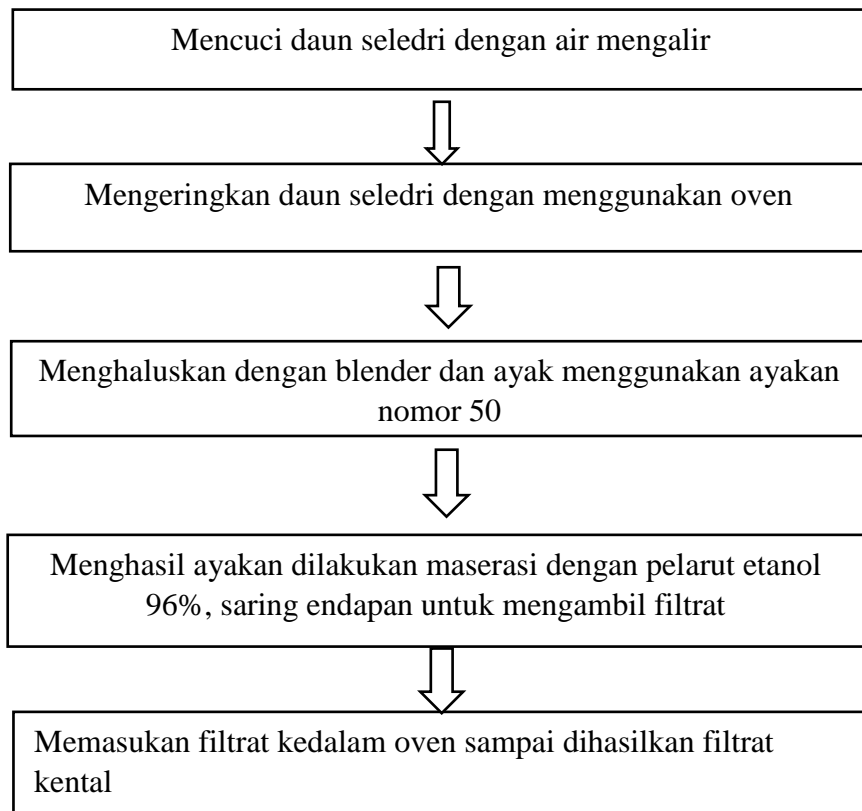 Mencuci daun seledri dengan air mengalir
Mengeringkan daun seledri dengan menggunakan oven
Menghaluskan dengan blender dan ayak menggunakan ayakan
nomor 50
Menghasil ayakan dilakukan maserasi dengan pelarut etanol
96%, saring endapan untuk mengambil filtrat
Memasukan filtrat kedalam oven sampai dihasilkan filtrat
kental